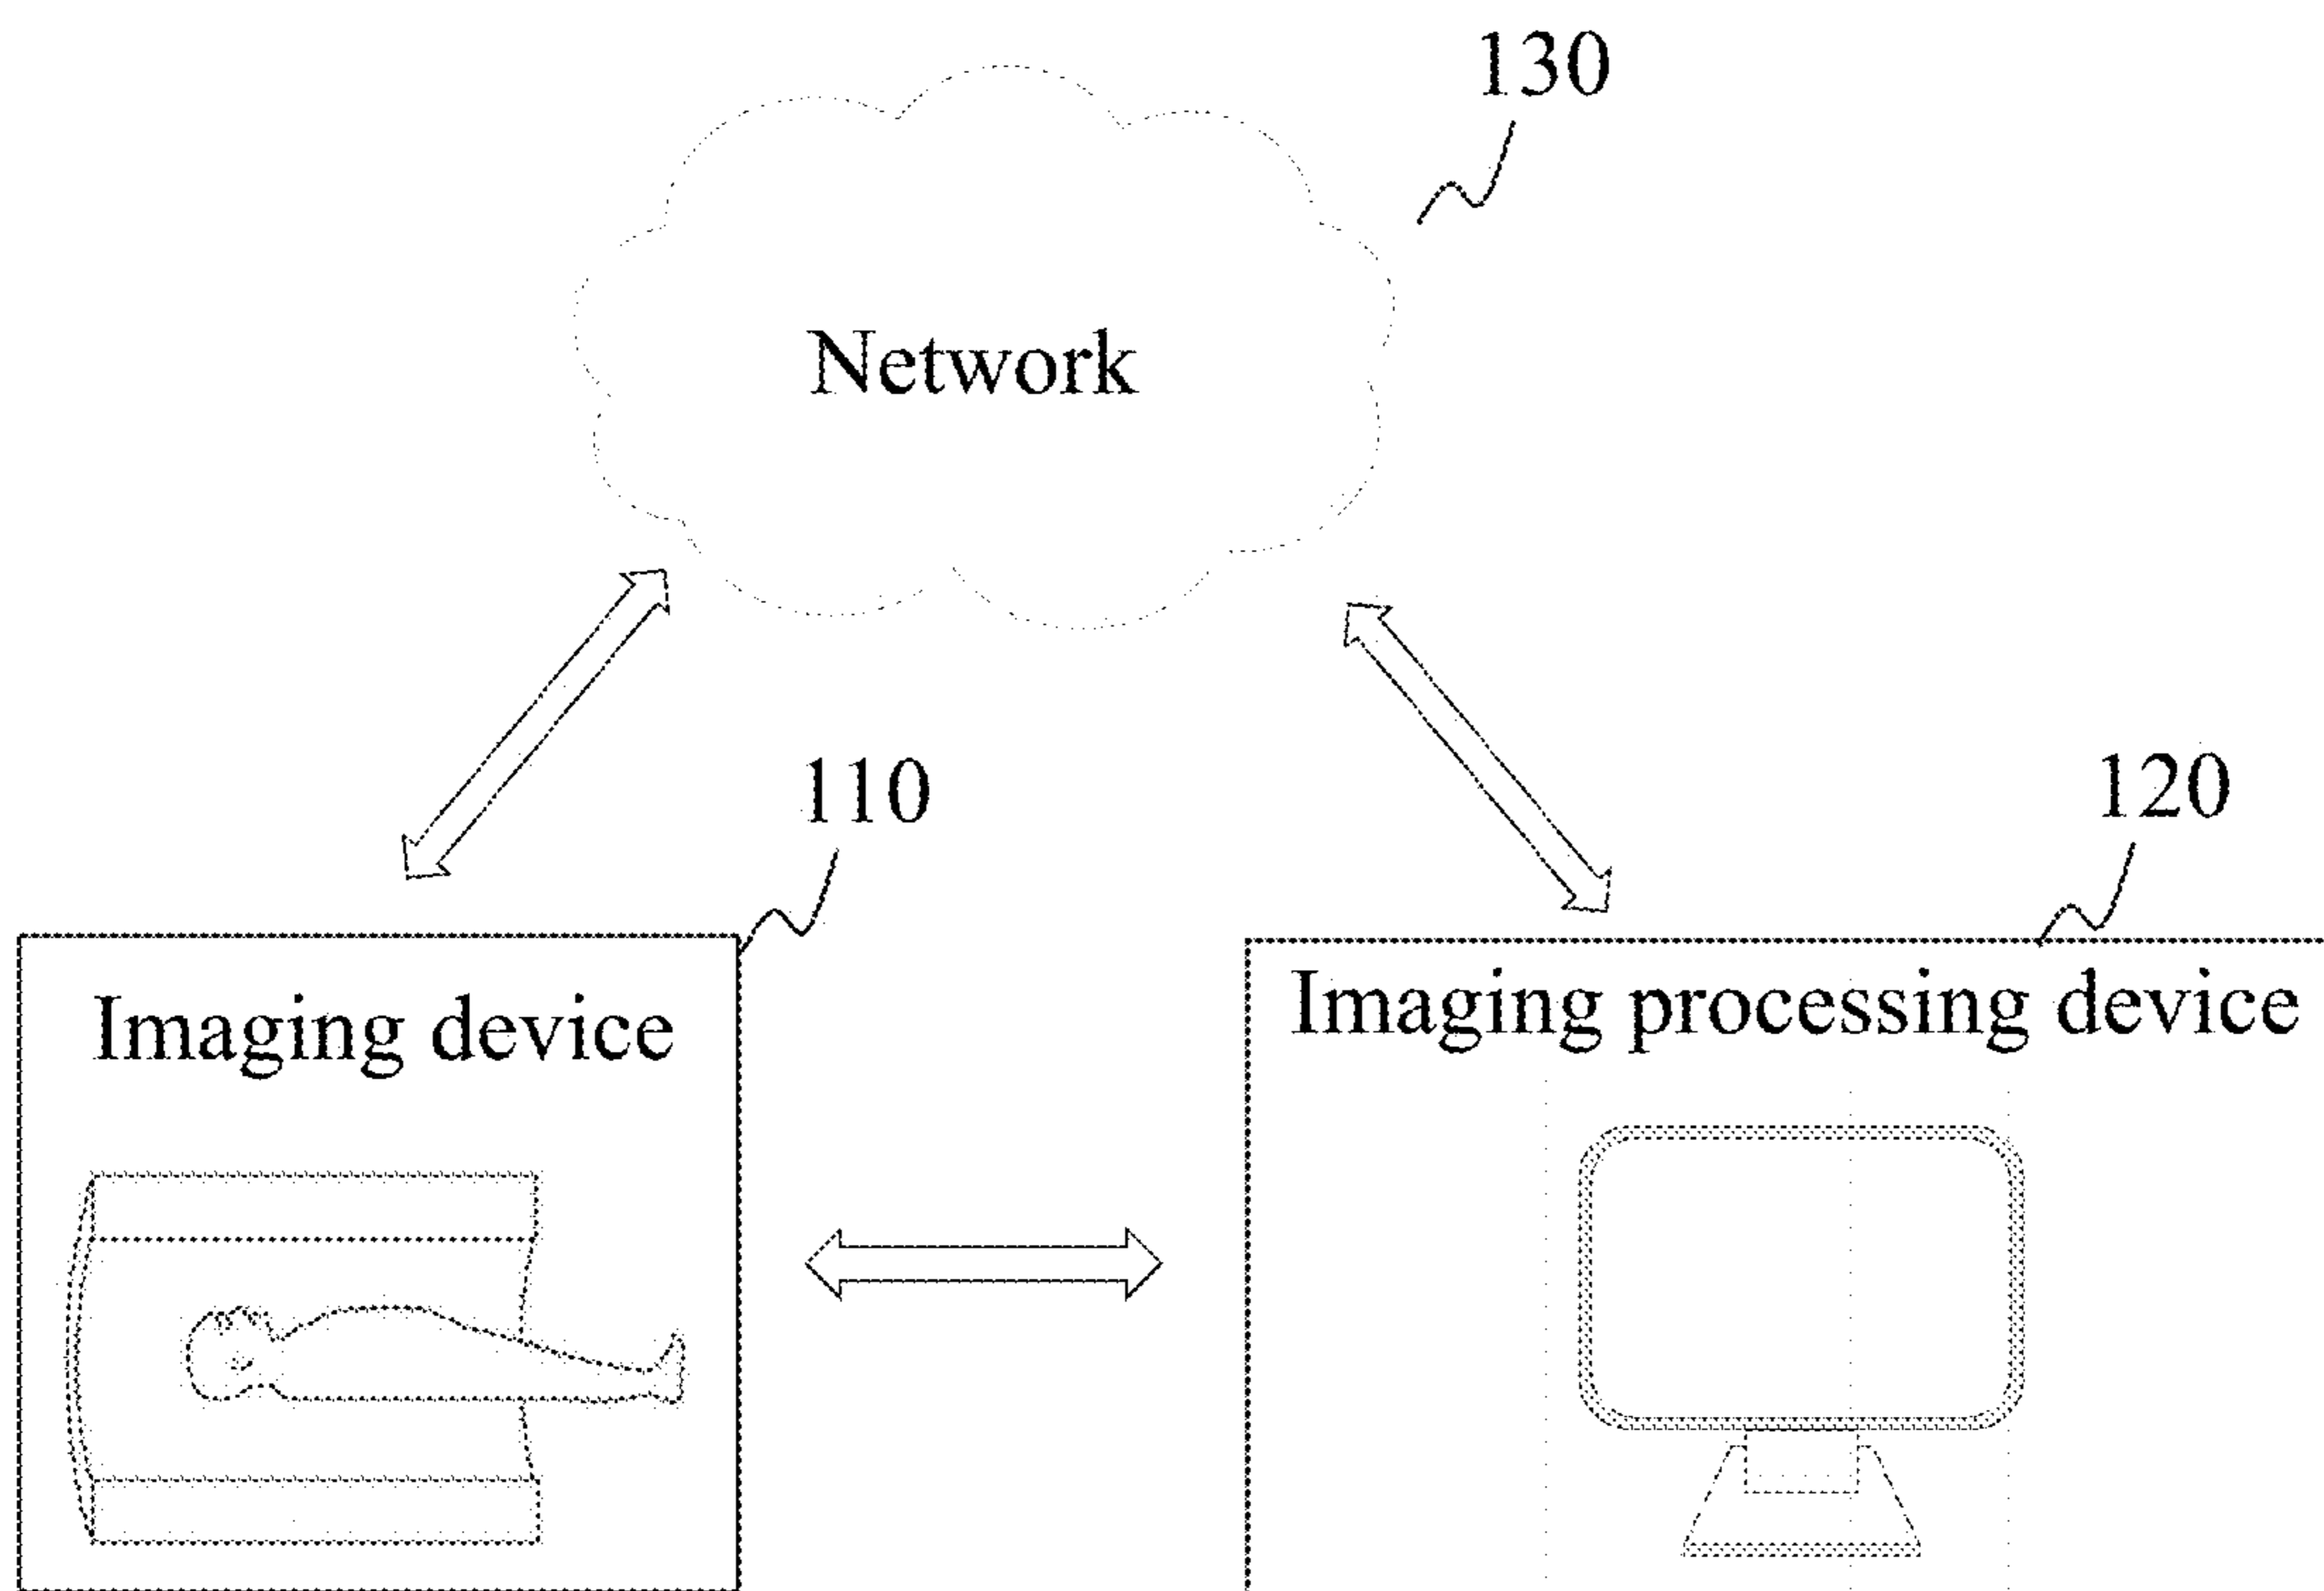 130
Network
110
120
Imaging device
Imaging processing device